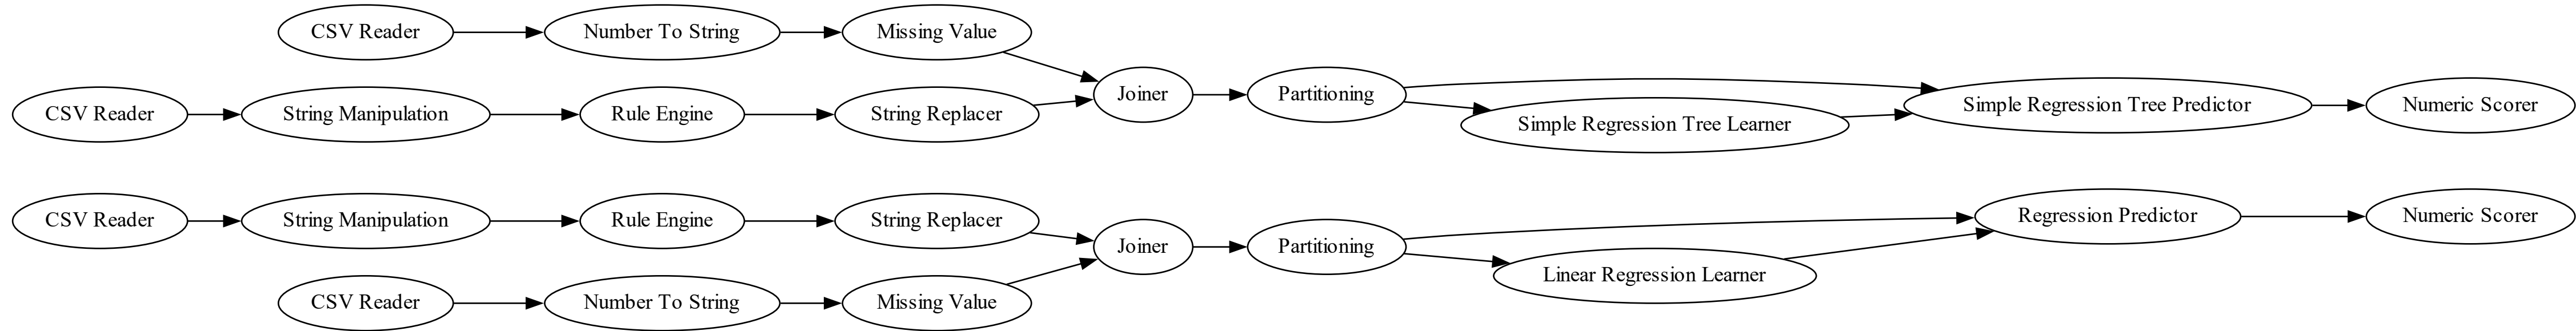 CSV Reader
Number To String
Missing Value
CSV Reader
String Manipulation
Rule Engine
String Replacer
Joiner
Partitioning
Simple Regression Tree Learner
Simple Regression Tree Predictor
Numeric Scorer
CSV Reader
String Manipulation
Rule Engine
String Replacer
Joiner
Partitioning
Linear Regression Learner
Regression Predictor
Numeric Scorer
CSV Reader
Number To String
Missing Value